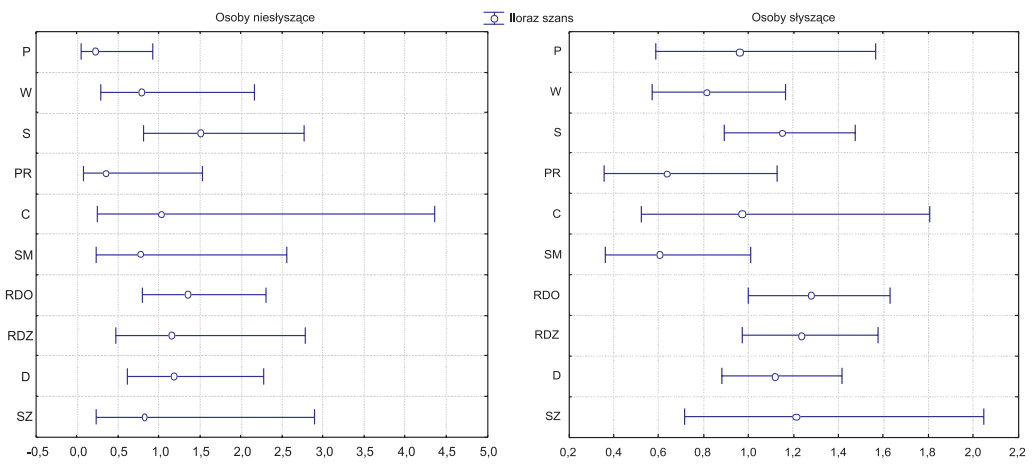 Osoby niesłyszące
Iloraz szans
Osoby słyszące
P
W
S
PR
C
SM
RDO
RDZ
D
SZ
-0,5 0,0 0,5 1,0 1,5 2,0 2,5 3,0 3,5 4,0 4,5 5,0
P
W
S
PR
C
SM
RDO
RDZ
D
SZ
0,2 0,4 0,6 0,8 1,0 1,2 1,4 1,6 1,8 2,0 2,2